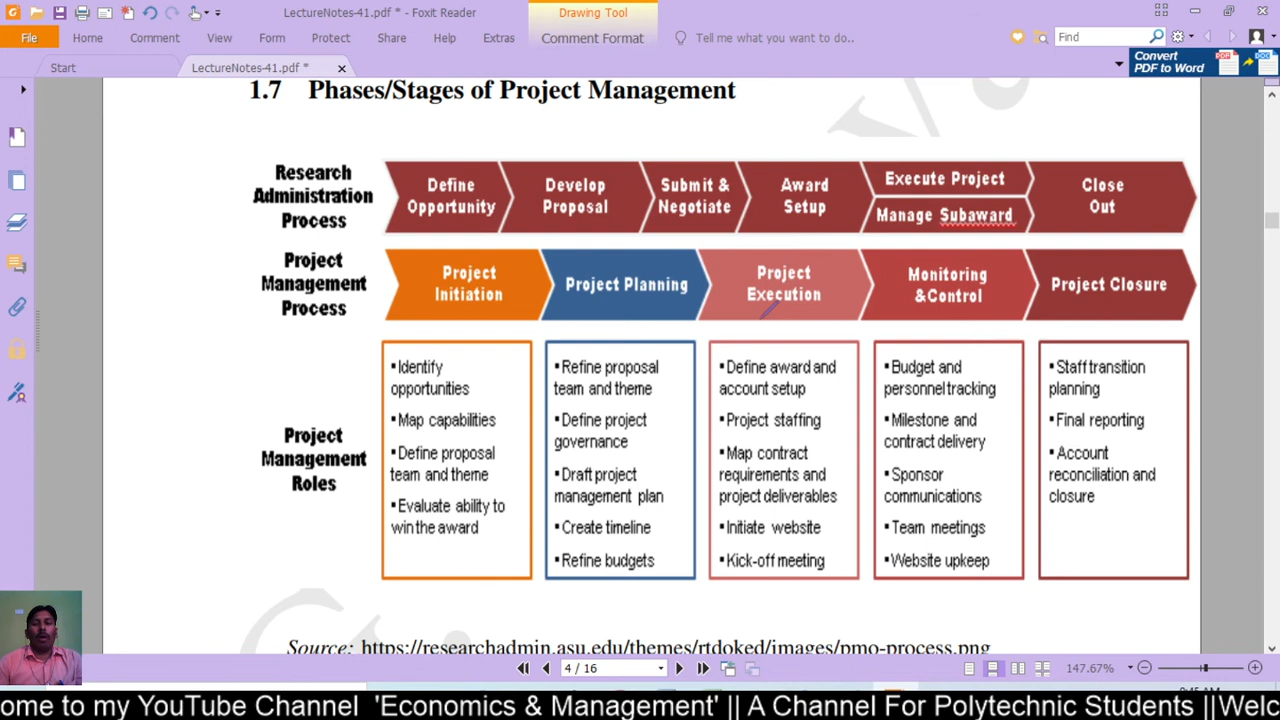 LectureNotes-41.pdf * - Foxit Reader
Drawing Tool
File
Home
Comment
View
Form
Protect
Share
Help
Extras
Comment Format
Tell me what you want to do..
Find
Start
LectureNotes-41.pdf *
Convert
PDF to Word
1.7 Phases/Stages of Project Management
Research
Administration
Process
Define
Opportunity
Develop
Proposal
Submit &
Negotiate
Award
Setup
Execute Project
Manage Subaward
Close
Out
Project
Management
Process
Project
Initiation
Project Planning
Project
Execution
Monitoring
&Control
Project Closure
Project
Management
Roles
▪Identify
opportunities
▪Map capabilities
▪Define proposal
team and theme
▪Evaluate ability to
win the award
▪Refine proposal
team and theme
▪Define project
governance
▪Draft project
management plan
▪Create timeline
▪Refine budgets
▪Define award and
account setup
▪Project staffing
▪Map contract
requirements and
project deliverables
▪Initiate website
▪Kick-off meeting
▪Budget and
personnel tracking
▪Milestone and
contract delivery
▪Sponsor
communications
▪Team meetings
▪Website upkeep
▪Staff transition
planning
▪Final reporting
▪Account
reconciliation and
closure
Source: https://researchadmin.asu.edu/themes/rtdoked/images/pmo-process.png
4 / 16
147.67%
ome to my YouTube Channel 'Economics & Management' || A Channel For Polytechnic Students ||Welc